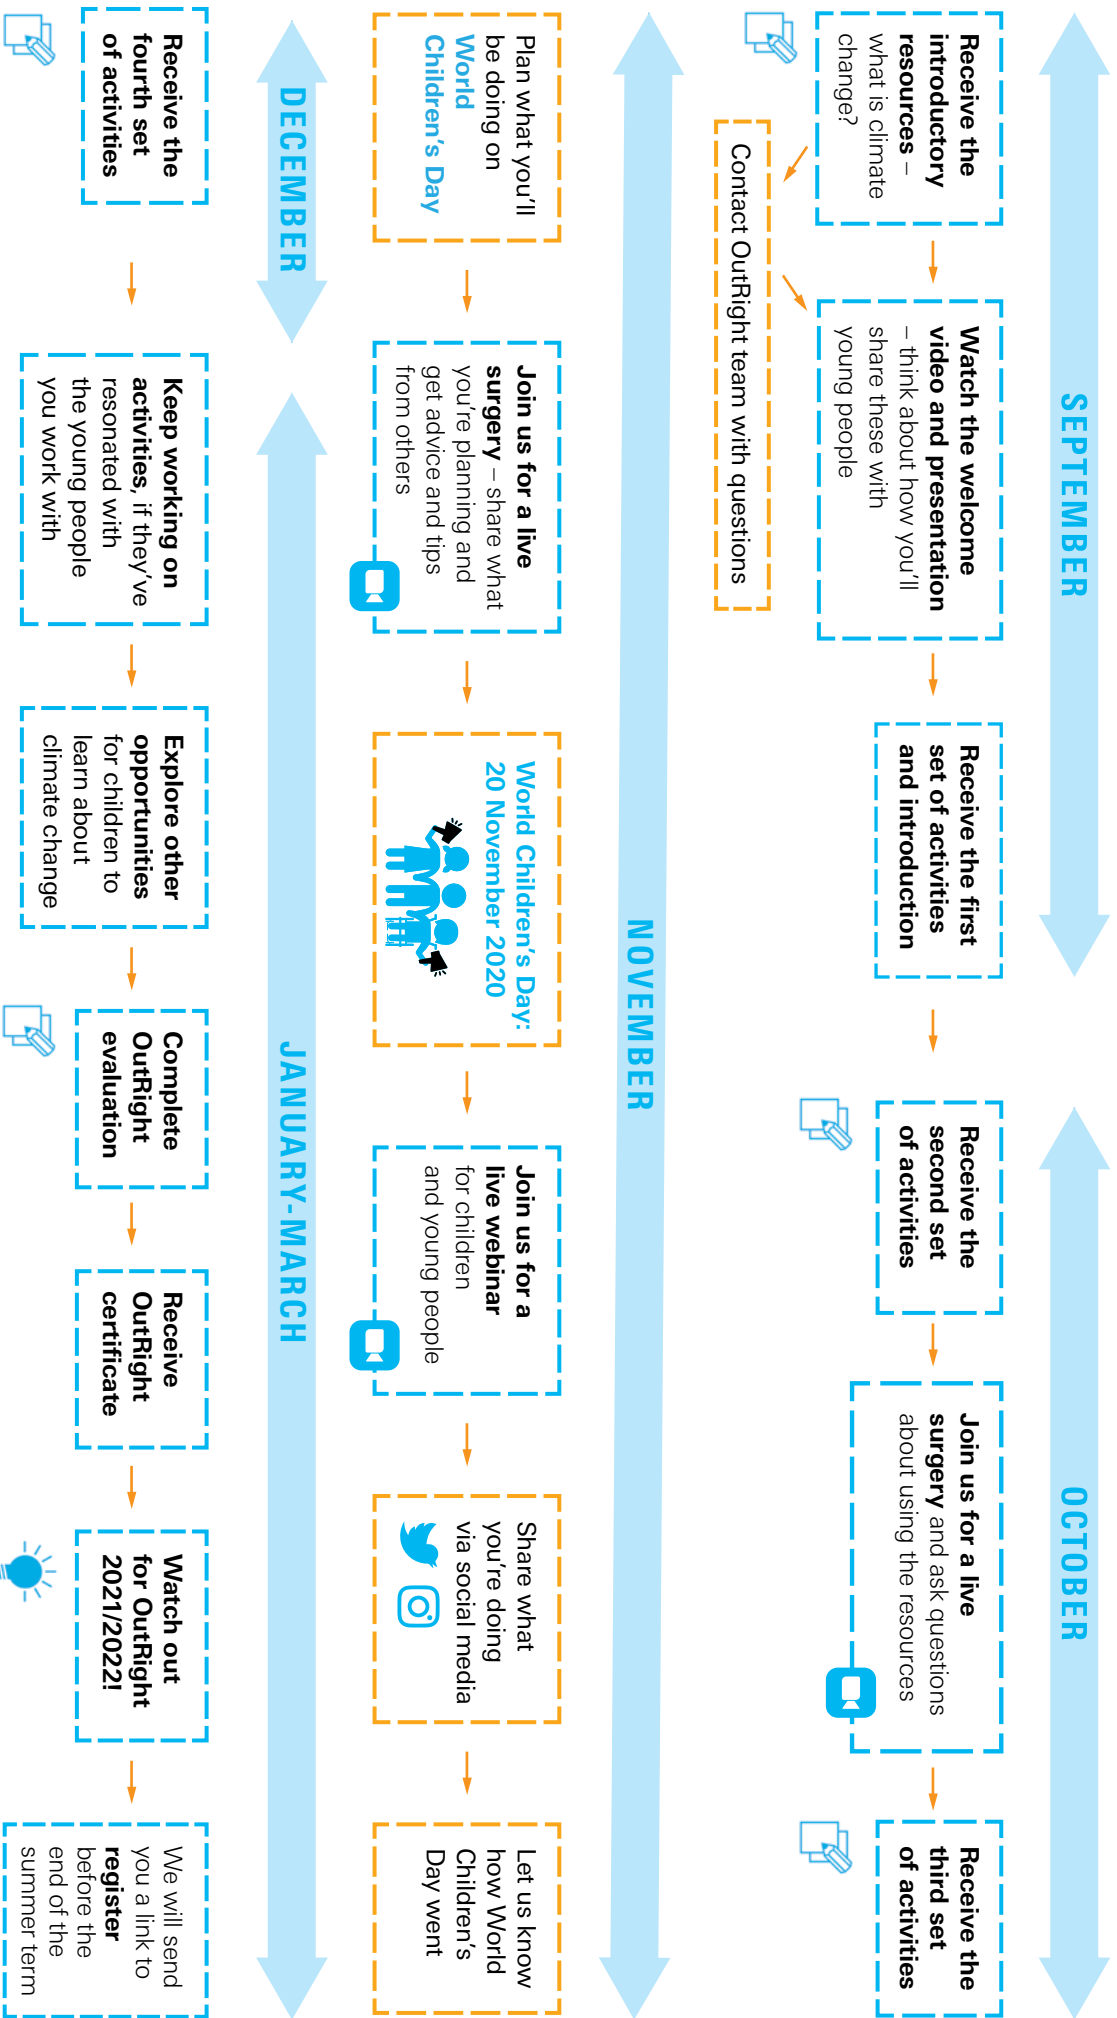 SEPTEMBER
OCTOBER
Receive the
introductory
resources –
what is climate
change?
Watch the welcome
video and presentation
– think about how you'll
share these with
young people
Contact OutRight team with questions
Receive the first
set of activities
and introduction
Receive the
second set
of activities
Join us for a live
surgery and ask questions
about using the resources
Receive the
third set
of activities
NOVEMBER
Plan what you'll
be doing on
World
Children's Day
Join us for a live
surgery – share what
you're planning and
get advice and tips
from others
World Children's Day:
20 November 2020
Join us for a
live webinar
for children
and young people
Share what
you're doing
via social media
Let us know
how World
Children's
Day went
DECEMBER
JANUARY-MARCH
Receive the
fourth set
of activities
Keep working on
activities, if they've
resonated with
the young people
you work with
Explore other
opportunities
for children to
learn about
climate change
Complete
OutRight
evaluation
Receive
OutRight
certificate
Watch out
for OutRight
2021/2022!
We will send
you a link to
register
before the
end of the
summer term